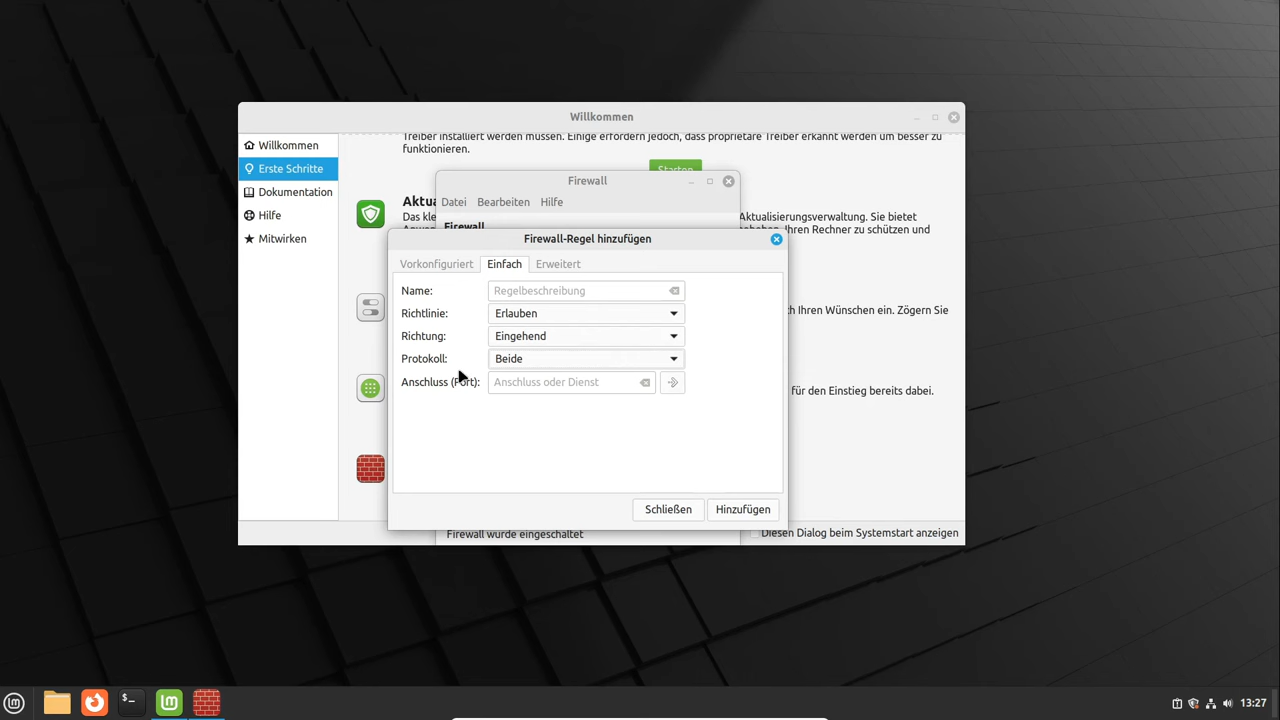 Willkommen
Willkommen
Erste Schritte
Dokumentation
Hilfe
Mitwirken
Treiber installiert werden müssen. Einige erfordern jedoch, dass proprietäre Treiber erkannt werden um besser zu
funktionieren.
Starten
Aktu
Das kle
Aktualisierungsverwaltung. Sie bietet
Ihren Rechner zu schützen und
ch Ihren Wünschen ein. Zögern Sie
für den Einstieg bereits dabei.
Diesen Dialog beim Systemstart anzeigen
Firewall
Datei Bearbeiten Hilfe
Firewall
Firewall wurde eingeschaltet
Firewall-Regel hinzufügen
Vorkonfiguriert Einfach Erweitert
Name: Regelbeschreibung
Richtlinie: Erlauben
Richtung: Eingehend
Protokoll: Beide
Anschluss (Port): Anschluss oder Dienst
Schließen Hinzufügen
13:27